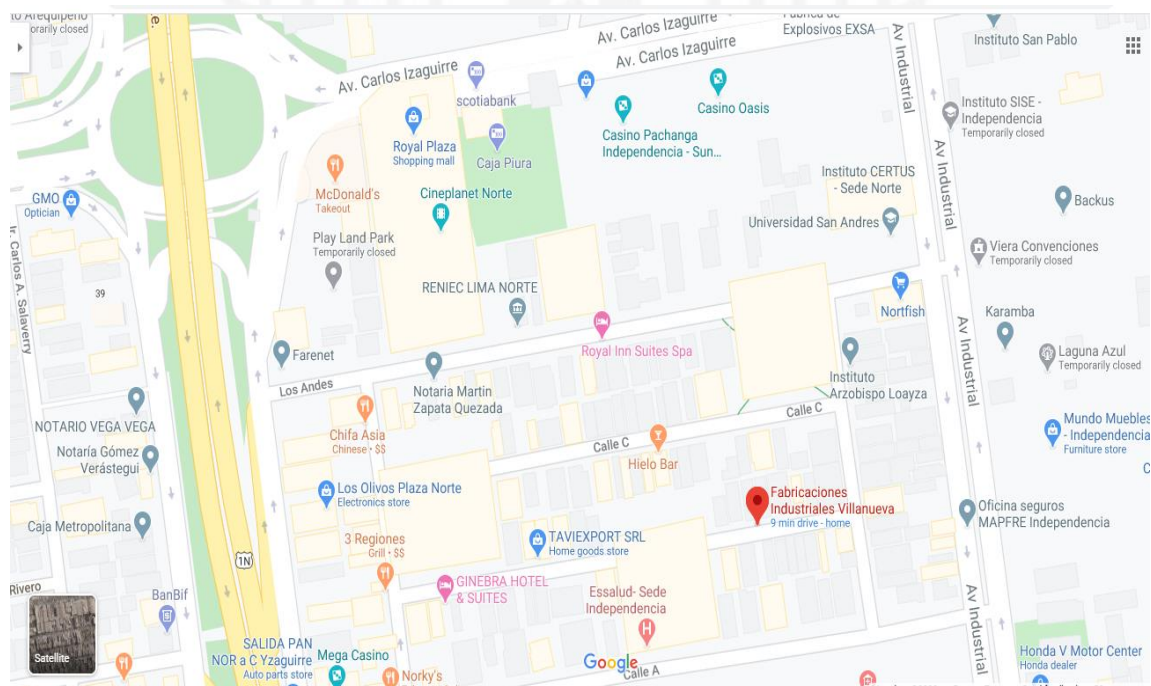 to Arequipeño
orarily closed
e.
Av. Carlos Izaguirre
Av. Carlos Izaguirre
Av. Carlos Izaguirre
Explosivos EXSA
Av Industrial
Instituto San Pablo
scotiabank
Royal Plaza
Shopping mall
Caja Piura
Casino Oasis
Casino Pachanga
Independencia - Sun...
Instituto SISE -
Independencia
Temporarily closed
Av Industrial
McDonald's
Takeout
Cineplanet Norte
Instituto CERTUS
- Sede Norte
Universidad San Andres
Backus
GMO
Optician
Play Land Park
Temporarily closed
Viera Convenciones
Temporarily closed
Jr. Carlos A. Salaverry
39
RENIEC LIMA NORTE
Nortfish
Karamba
Royal Inn Suites Spa
Farenet
Los Andes
Notaria Martin
Zapata Quezada
Av Industrial
Laguna Azul
Temporarily closed
Instituto
Arzobispo Loayza
NOTARIO VEGA VEGA
Chifa Asia
Chinese • $$
Calle C
Calle C
Hielo Bar
Mundo Muebles
- Independencia
Furniture store
C
Notaría Gómez
Verástegui
Los Olivos Plaza Norte
Electronics store
Fabricaciones
Industriales Villanueva
9 min drive - home
Caja Metropolitana
Oficina seguros
MAPFRE Independencia
3 Regiones
Grill • $$
TAVIEXPORT SRL
Home goods store
1N
Rivero
BanBif
GINEBRA HOTEL
& SUITES
Essalud- Sede
Independencia
Av Industrial
Satellite
SALIDA PAN
NOR a C Yzaguirre
Auto parts store
Mega Casino
Norky's
Google
Calle A
Honda V Motor Center
Honda dealer